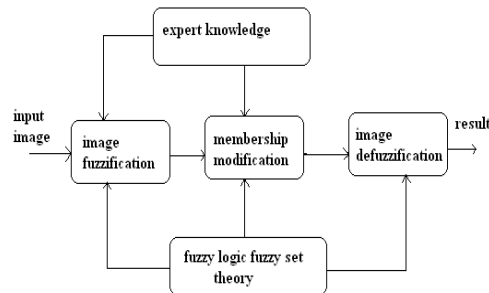 expert knowledge
input
image
image
fuzzification
membership
modification
image
defuzzification
result
fuzzy logic fuzzy set
theory